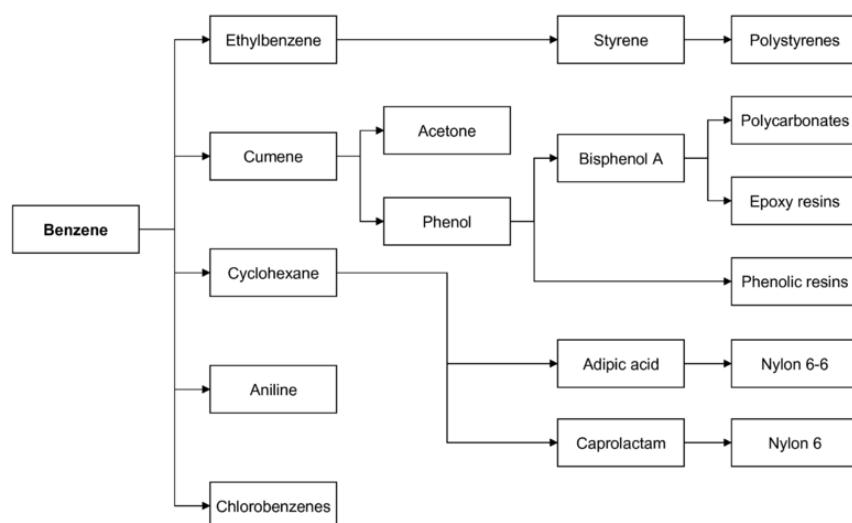 Ethylbenzene
Styrene
Polystyrenes
Polycarbonates
Acetone
Cumene
Bisphenol A
Epoxy resins
Phenol
Benzene
Cyclohexane
Phenolic resins
Adipic acid
Nylon 6-6
Aniline
Caprolactam
Nylon 6
Chlorobenzenes